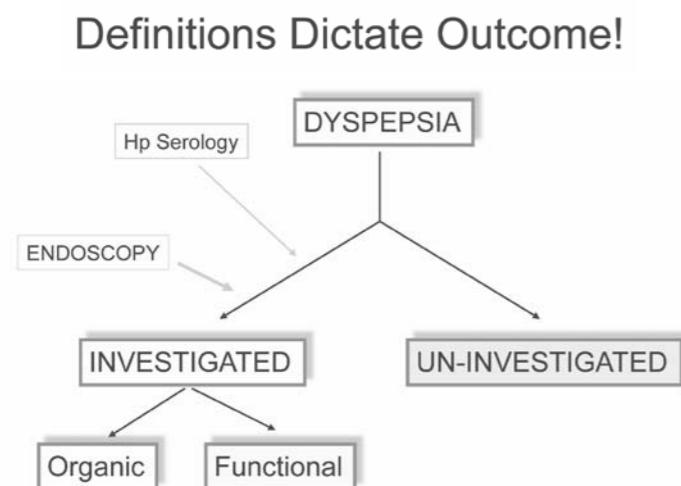 Definitions Dictate Outcome!
DYSPEPSIA
Hp Serology
ENDOSCOPY
INVESTIGATED
UN-INVESTIGATED
Organic
Functional